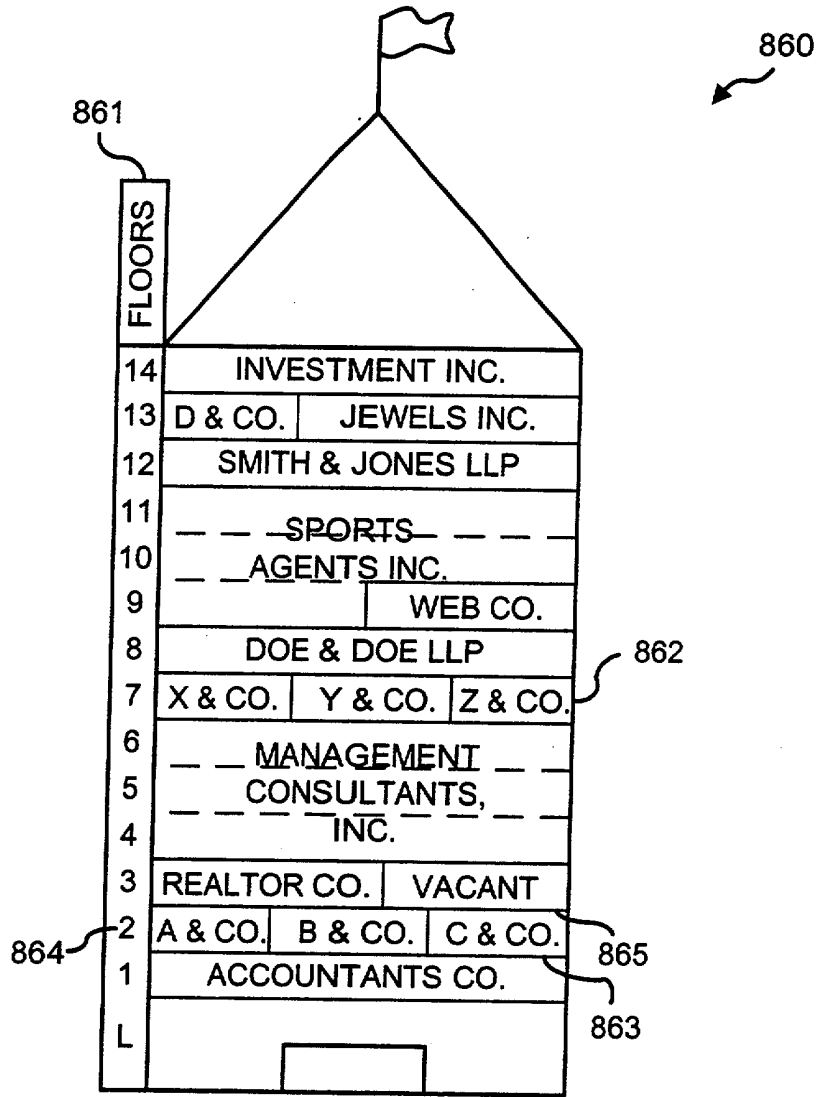 860
861
FLOORS
14 INVESTMENT INC.
13 D & CO. JEWELS INC.
12 SMITH & JONES LLP
11 SPORTS
10 AGENTS INC.
9 WEB CO.
8 DOE & DOE LLP
862
7 X & CO. Y & CO. Z & CO.
6 MANAGEMENT
5 CONSULTANTS,
4 INC.
3 REALTOR CO. VACANT
864 2 A & CO. B & CO. C & CO. 865
1 ACCOUNTANTS CO.
863
L